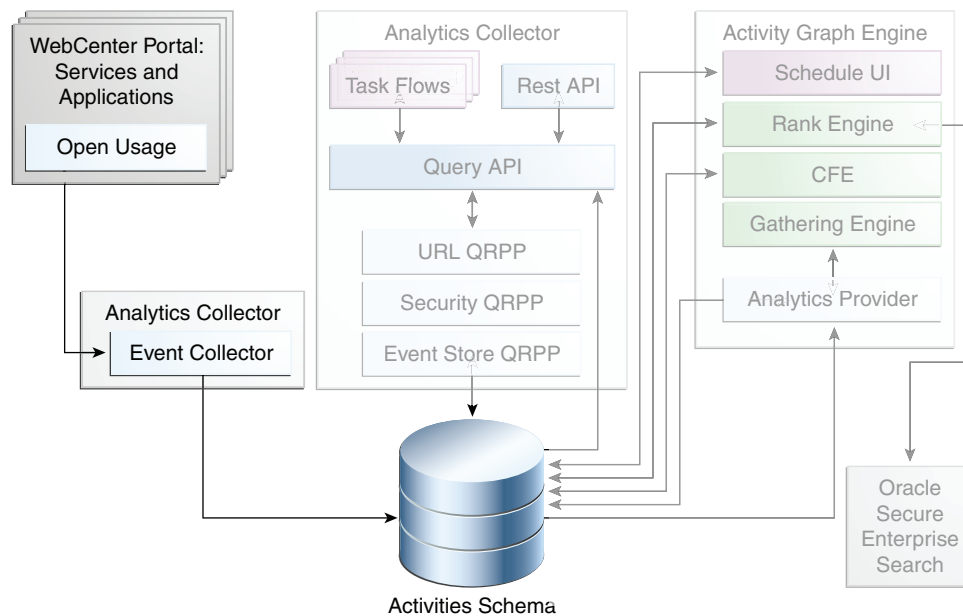 WebCenter Portal:
Services and
Applications
Open Usage
Analytics Collector
Event Collector
Analytics Collector
Task Flows
Rest API
Query API
URL QRPP
Security QRPP
Event Store QRPP
Activities Schema
Activity Graph Engine
Schedule UI
Rank Engine
CFE
Gathering Engine
Analytics Provider
Oracle
Secure
Enterprise
Search